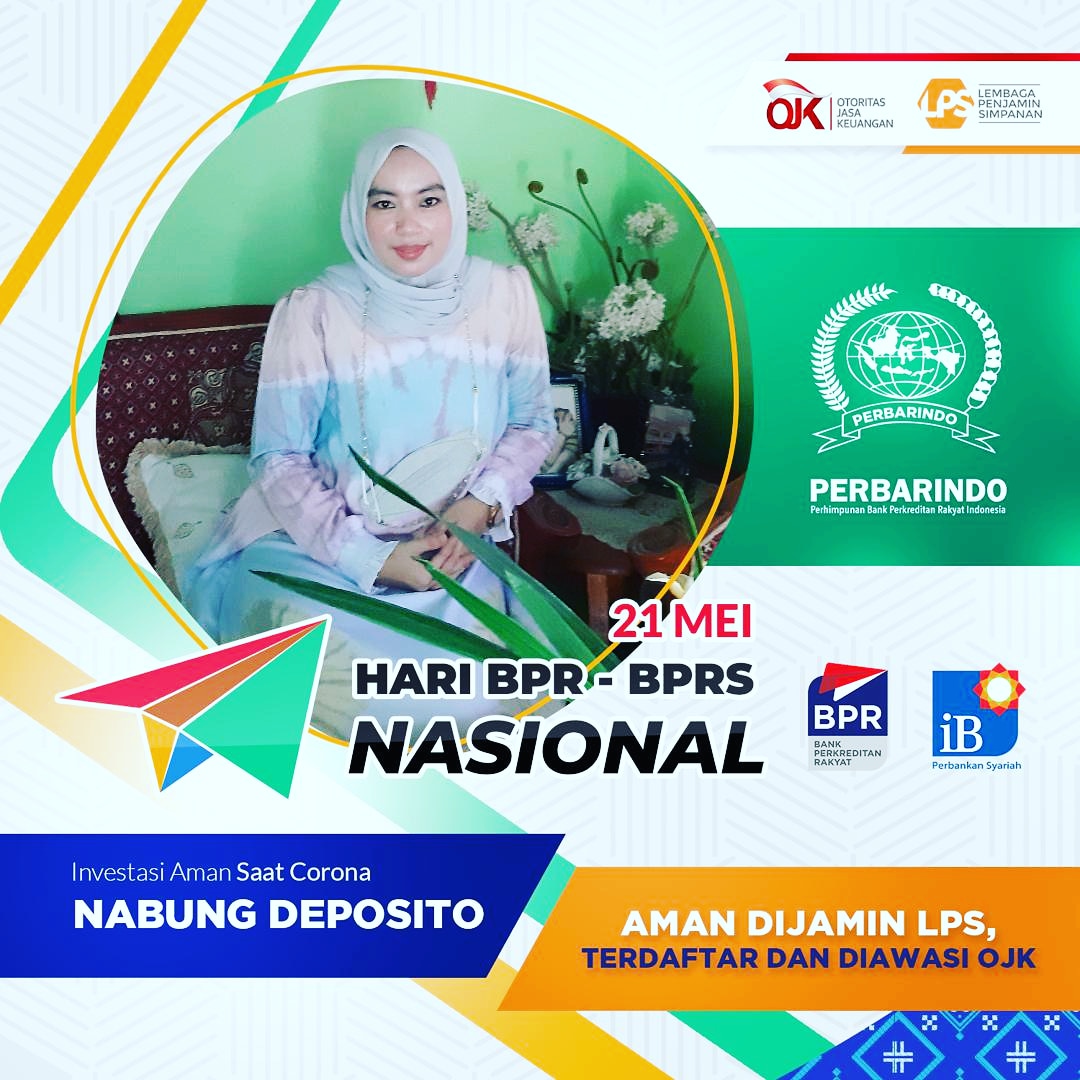 OJK
OTORITAS
JASA
KEUANGAN
LPS
LEMBAGA
PENJAMIN
SIMPANAN
PERBARINDO
PERBARINDO
Perhimpunan Bank Perkreditan Rakyat Indonesia
21 MEI
HARI BPR - BPRS
NASIONAL
BPR
BANK
PERKREDITAN
RAKYAT
iB
Perbankan Syariah
Investasi Aman Saat Corona
NABUNG DEPOSITO
AMAN DIJAMIN LPS,
TERDAFTAR DAN DIAWASI OJK